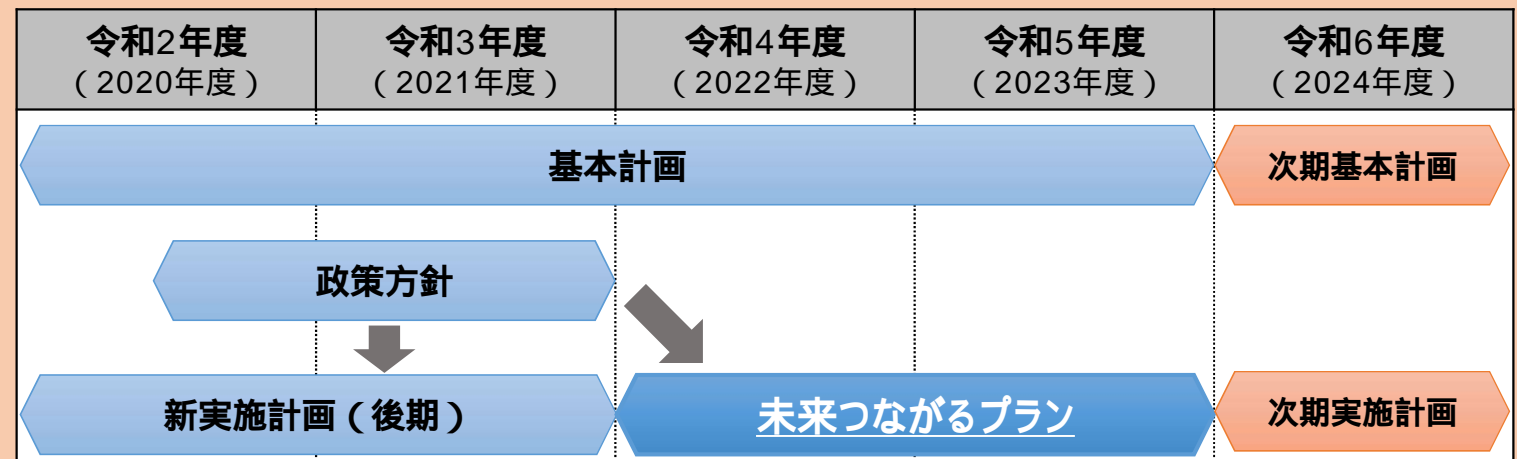 令和2年度
（2020年度）
令和3年度
（2021年度）
令和4年度
（2022年度）
令和5年度
（2023年度）
令和6年度
（2024年度）
基本計画
次期基本計画
政策方針
新実施計画（後期）
未来つながるプラン
次期実施計画